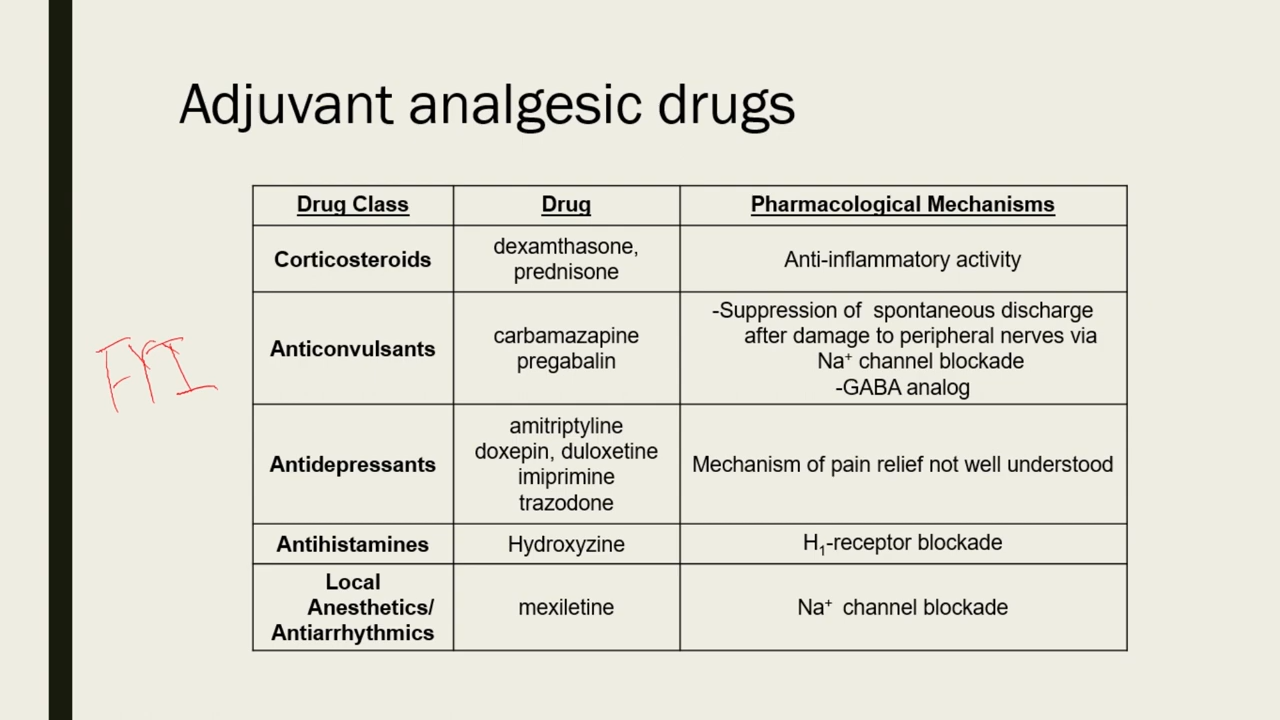 Adjuvant analgesic drugs
Drug Class Drug Pharmacological Mechanisms
Corticosteroids
dexamthasone,
prednisone
Anti-inflammatory activity
FYI
Anticonvulsants
carbamazapine
pregabalin
-Suppression of spontaneous discharge
after damage to peripheral nerves via
Na⁺ channel blockade
-GABA analog
Antidepressants
amitriptyline
doxepin, duloxetine
imiprimine
trazodone
Mechanism of pain relief not well understood
Antihistamines
Hydroxyzine
H₁-receptor blockade
Local
Anesthetics/
Antiarrhythmics
mexiletine
Na⁺ channel blockade